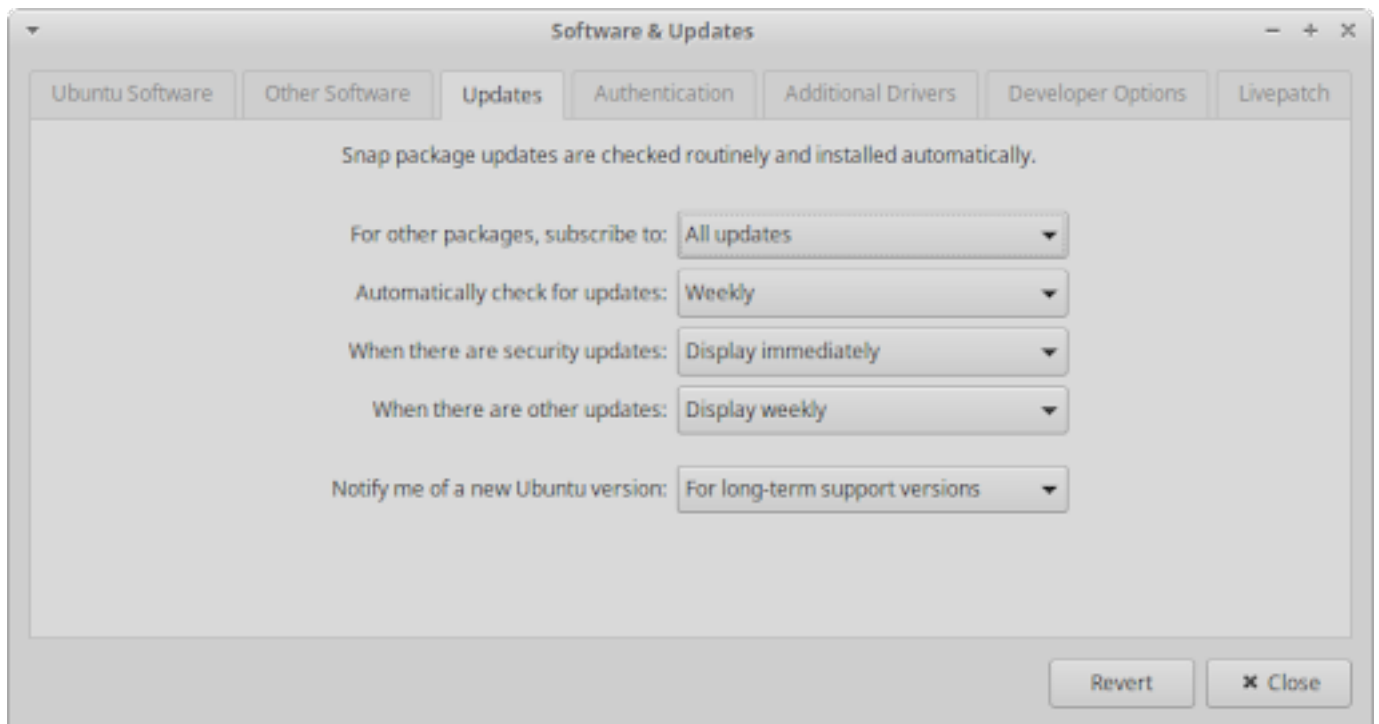 Software & Updates
Ubuntu Software Other Software Updates Authentication Additional Drivers Developer Options Livepatch
Snap package updates are checked routinely and installed automatically.
For other packages, subscribe to: All updates
Automatically check for updates: Weekly
When there are security updates: Display immediately
When there are other updates: Display weekly
Notify me of a new Ubuntu version: For long-term support versions
Revert Close